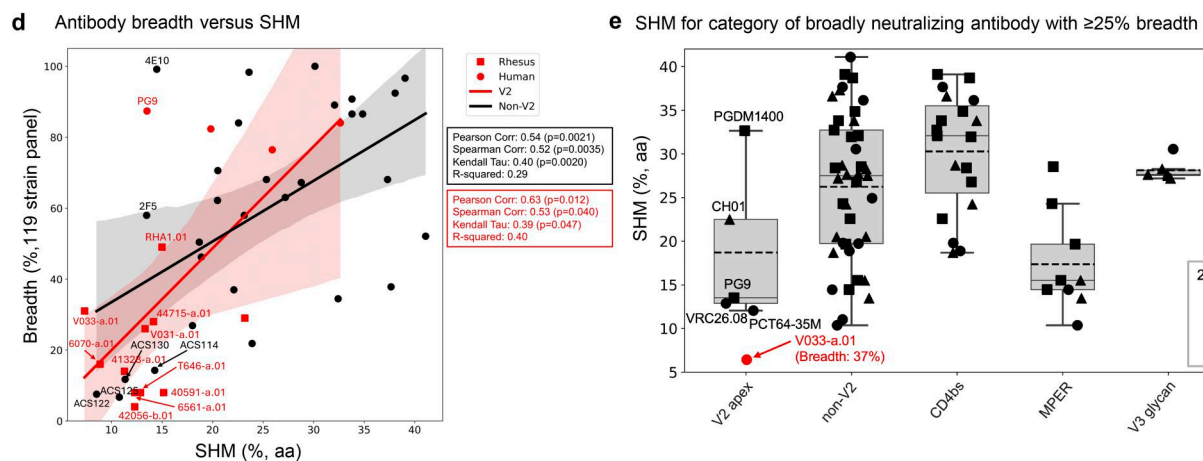 d Antibody breadth versus SHM
Breadth (%,119 strain panel)
100
80
60
40
20
0
10 15 20 25 30 35 40
SHM (%, aa)
4E10
PG9
2F5
RHA1.01
V033-a.01
44715-a.01
V031-a.01
6070-a.01
ACS130
ACS114
41328-a.01
T646-a.01
ACS125
40591-a.01
ACS122
6561-a.01
42056-b.01
Rhesus
Human
V2
Non-V2
Pearson Corr: 0.54 (p=0.0021)
Spearman Corr: 0.52 (p=0.0035)
Kendall Tau: 0.40 (p=0.0020)
R-squared: 0.29
Pearson Corr: 0.63 (p=0.012)
Spearman Corr: 0.53 (p=0.040)
Kendall Tau: 0.39 (p=0.047)
R-squared: 0.40
e SHM for category of broadly neutralizing antibody with ≥25% breadth
SHM (%, aa)
40
35
30
25
20
15
10
5
PGDM1400
CH01
PG9
VRC26.08
PCT64-35M
V033-a.01
(Breadth: 37%)
V2 apex
non-V2
CD4bs
MPER
V3 glycan
2